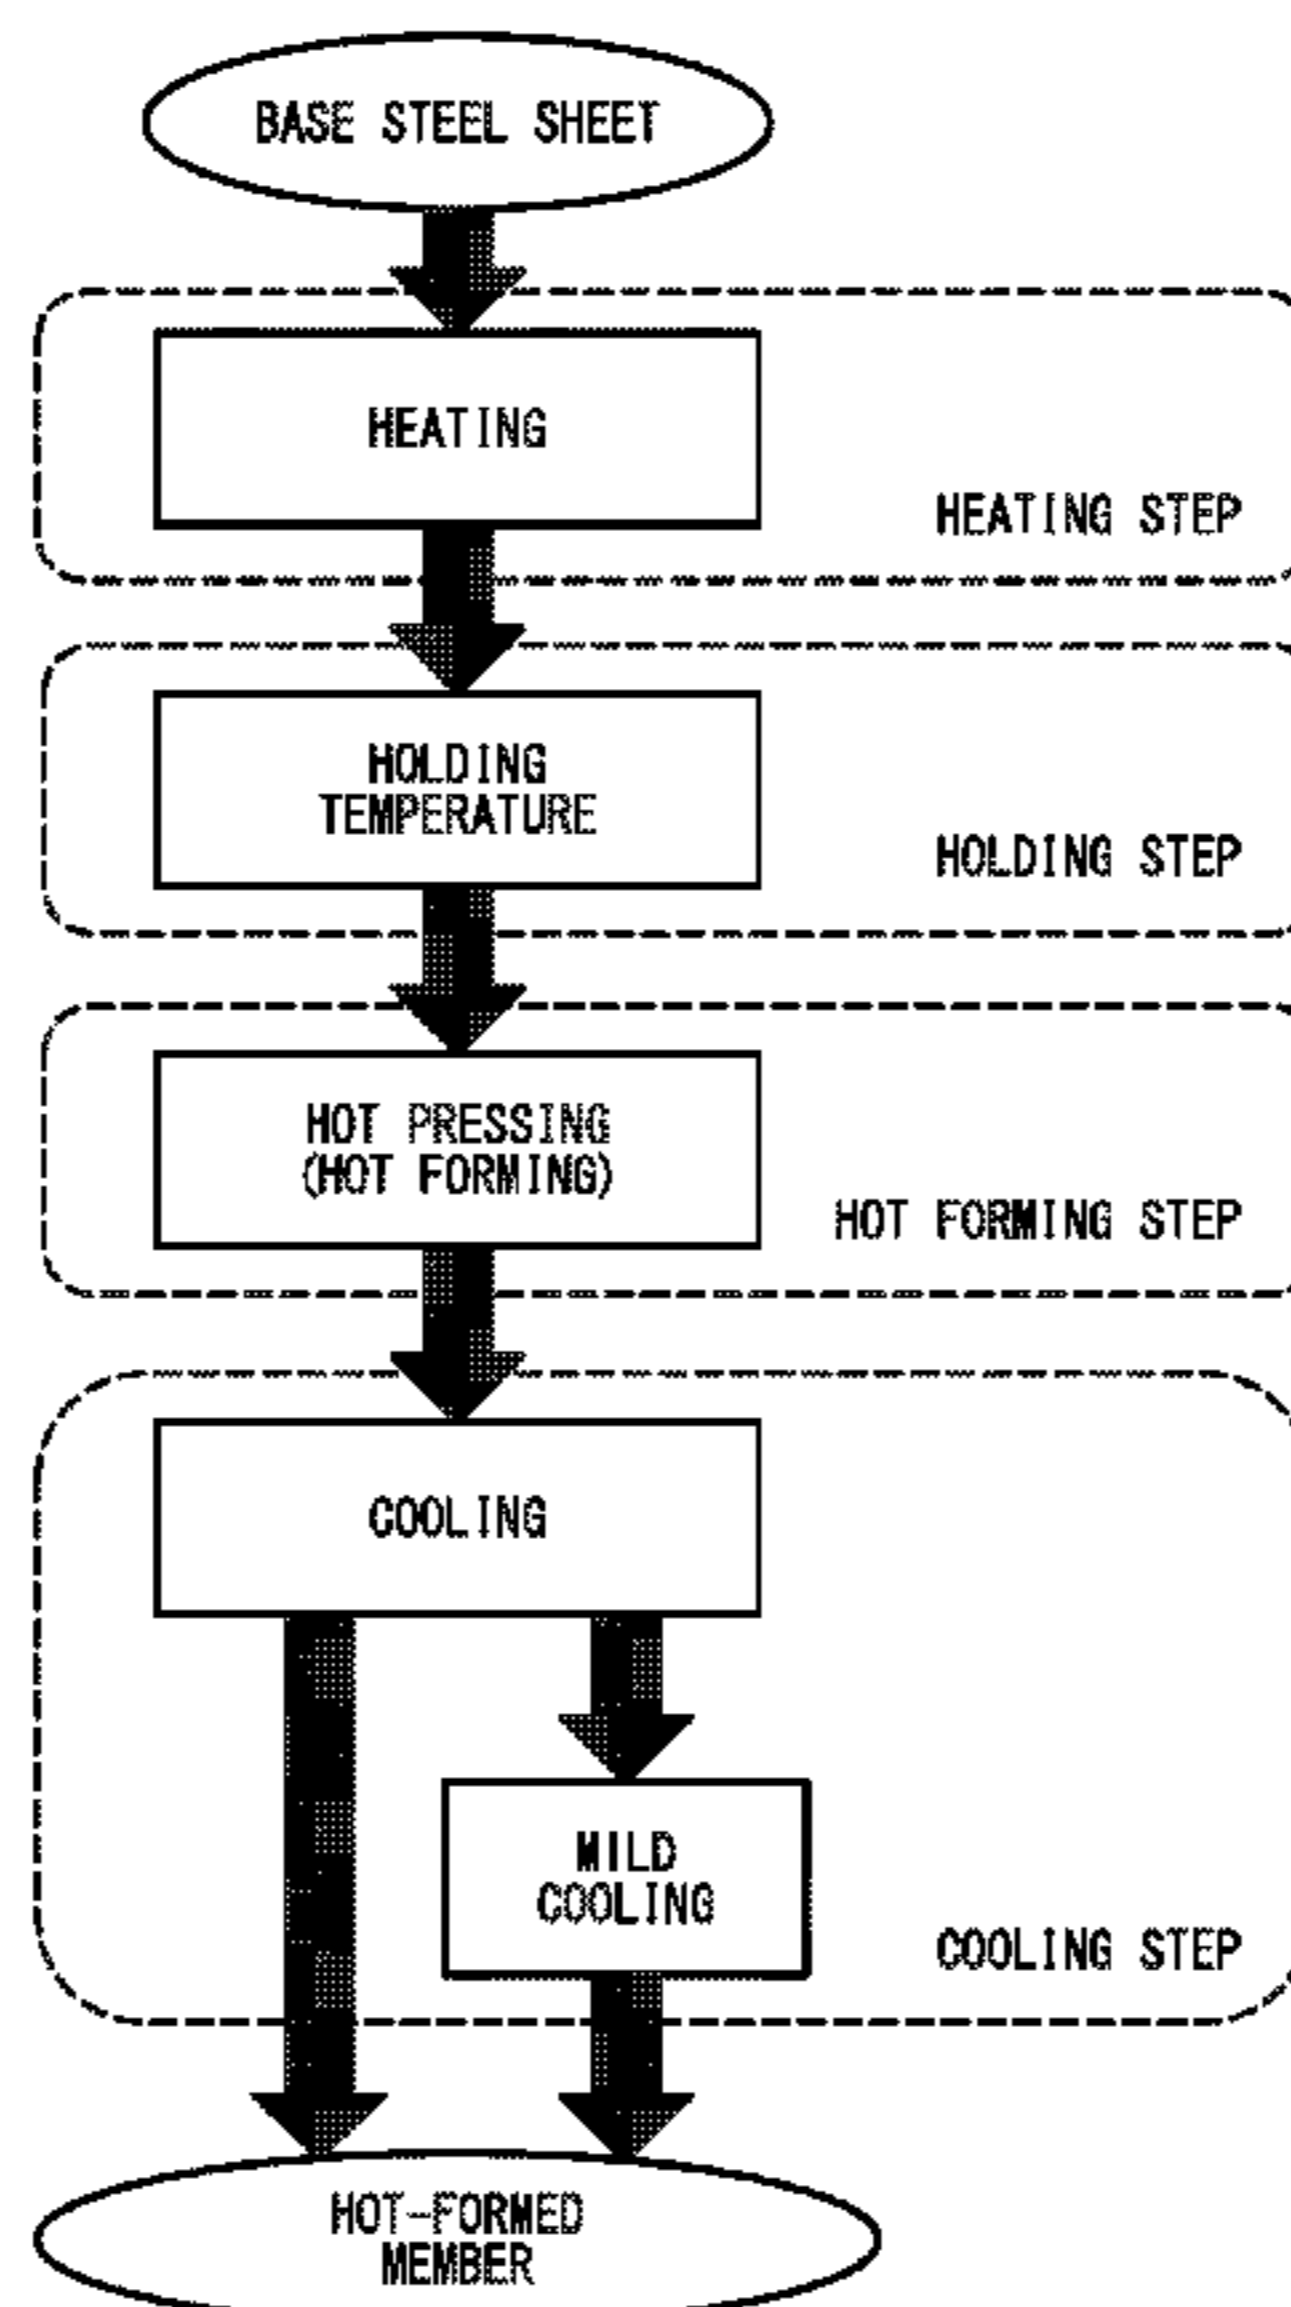 BASE STEEL SHEET
HEATING
HEATING STEP
HOLDING
TEMPERATURE
HOLDING STEP
HOT PRESSING
(HOT FORMING)
HOT FORMING STEP
COOLING
MILD
COOLING
COOLING STEP
HOT-FORMED
MEMBER